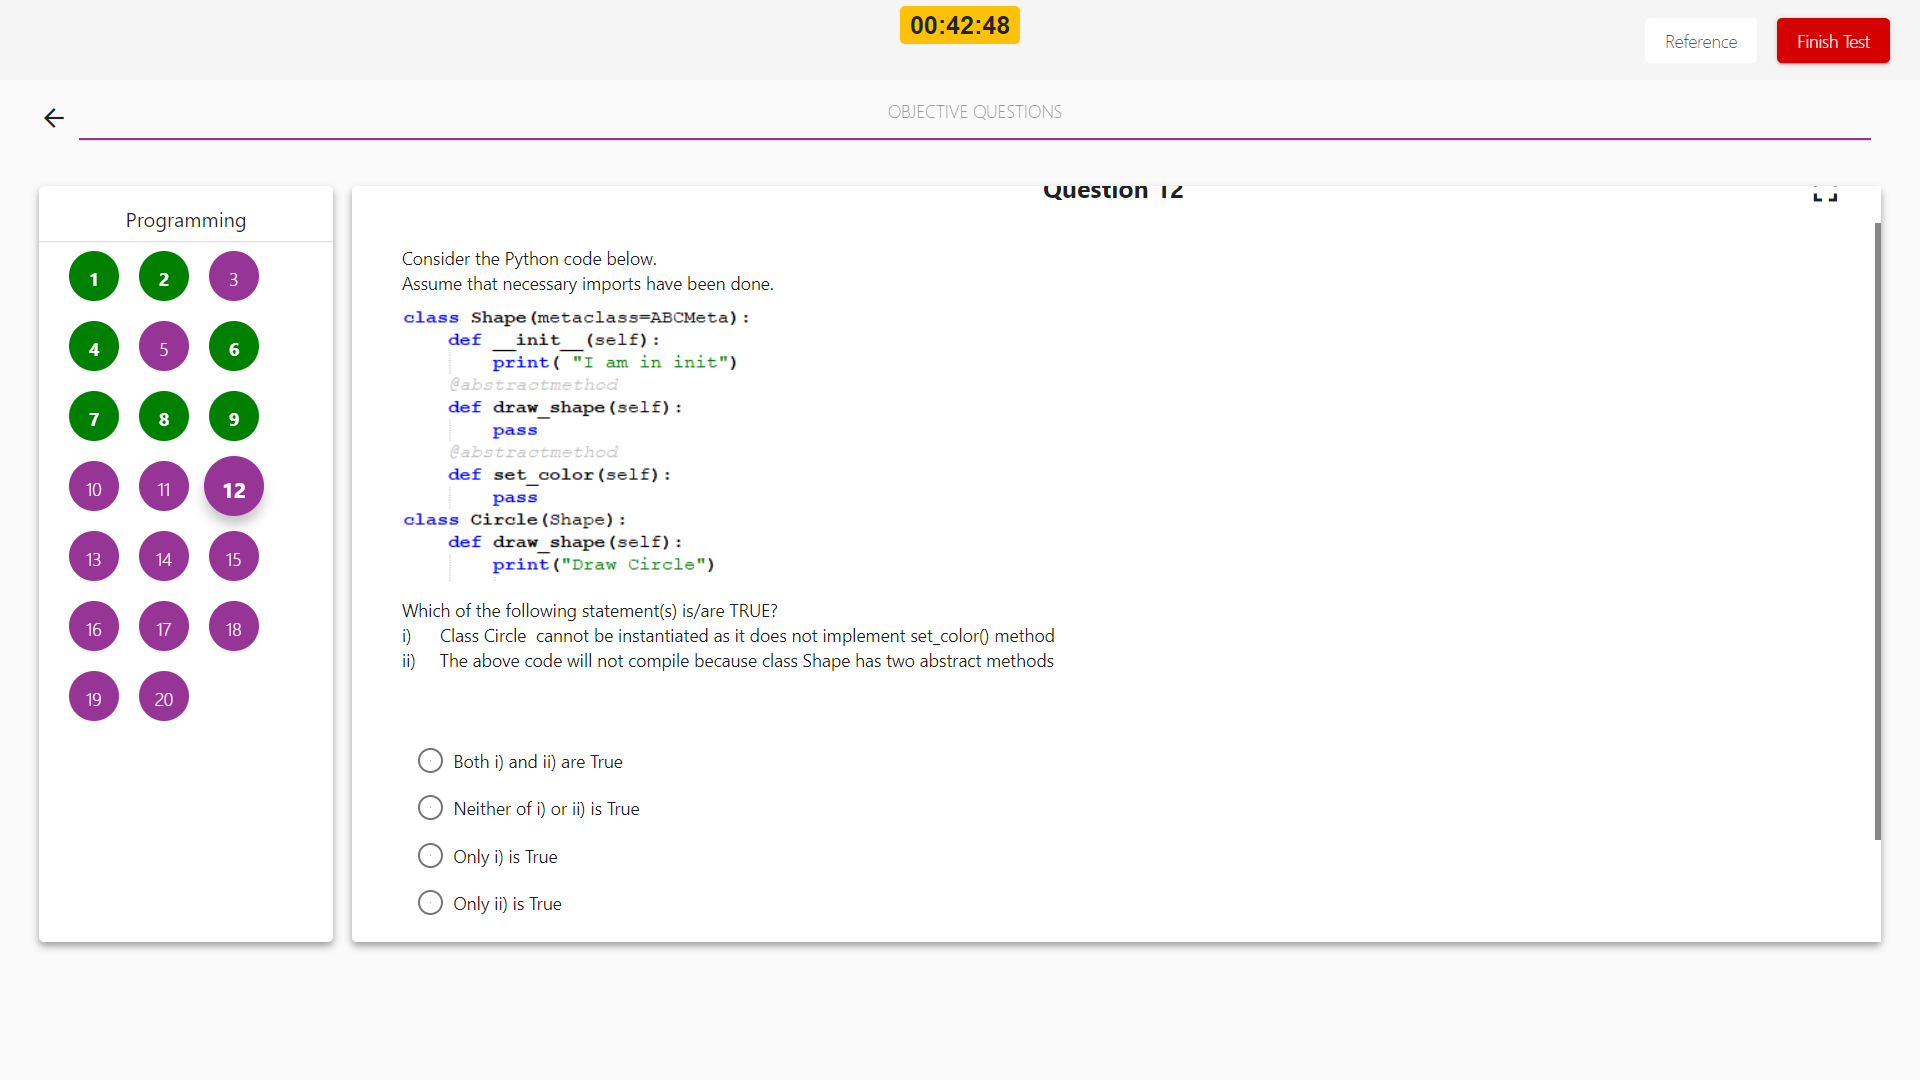 00:42:48
Reference
Finish Test
OBJECTIVE QUESTIONS
Programming
1 2 3
4 5 6
7 8 9
10 11 12
13 14 15
16 17 18
19 20
Question 12
Consider the Python code below.
Assume that necessary imports have been done.
class Shape(metaclass=ABCMeta):
    def __init__(self):
        print( "I am in init")
    @abstractmethod
    def draw_shape(self):
        pass
    @abstractmethod
    def set_color(self):
        pass
class Circle(Shape):
    def draw_shape(self):
        print("Draw Circle")
Which of the following statement(s) is/are TRUE?
i) Class Circle cannot be instantiated as it does not implement set_color() method
ii) The above code will not compile because class Shape has two abstract methods
Both i) and ii) are True
Neither of i) or ii) is True
Only i) is True
Only ii) is True